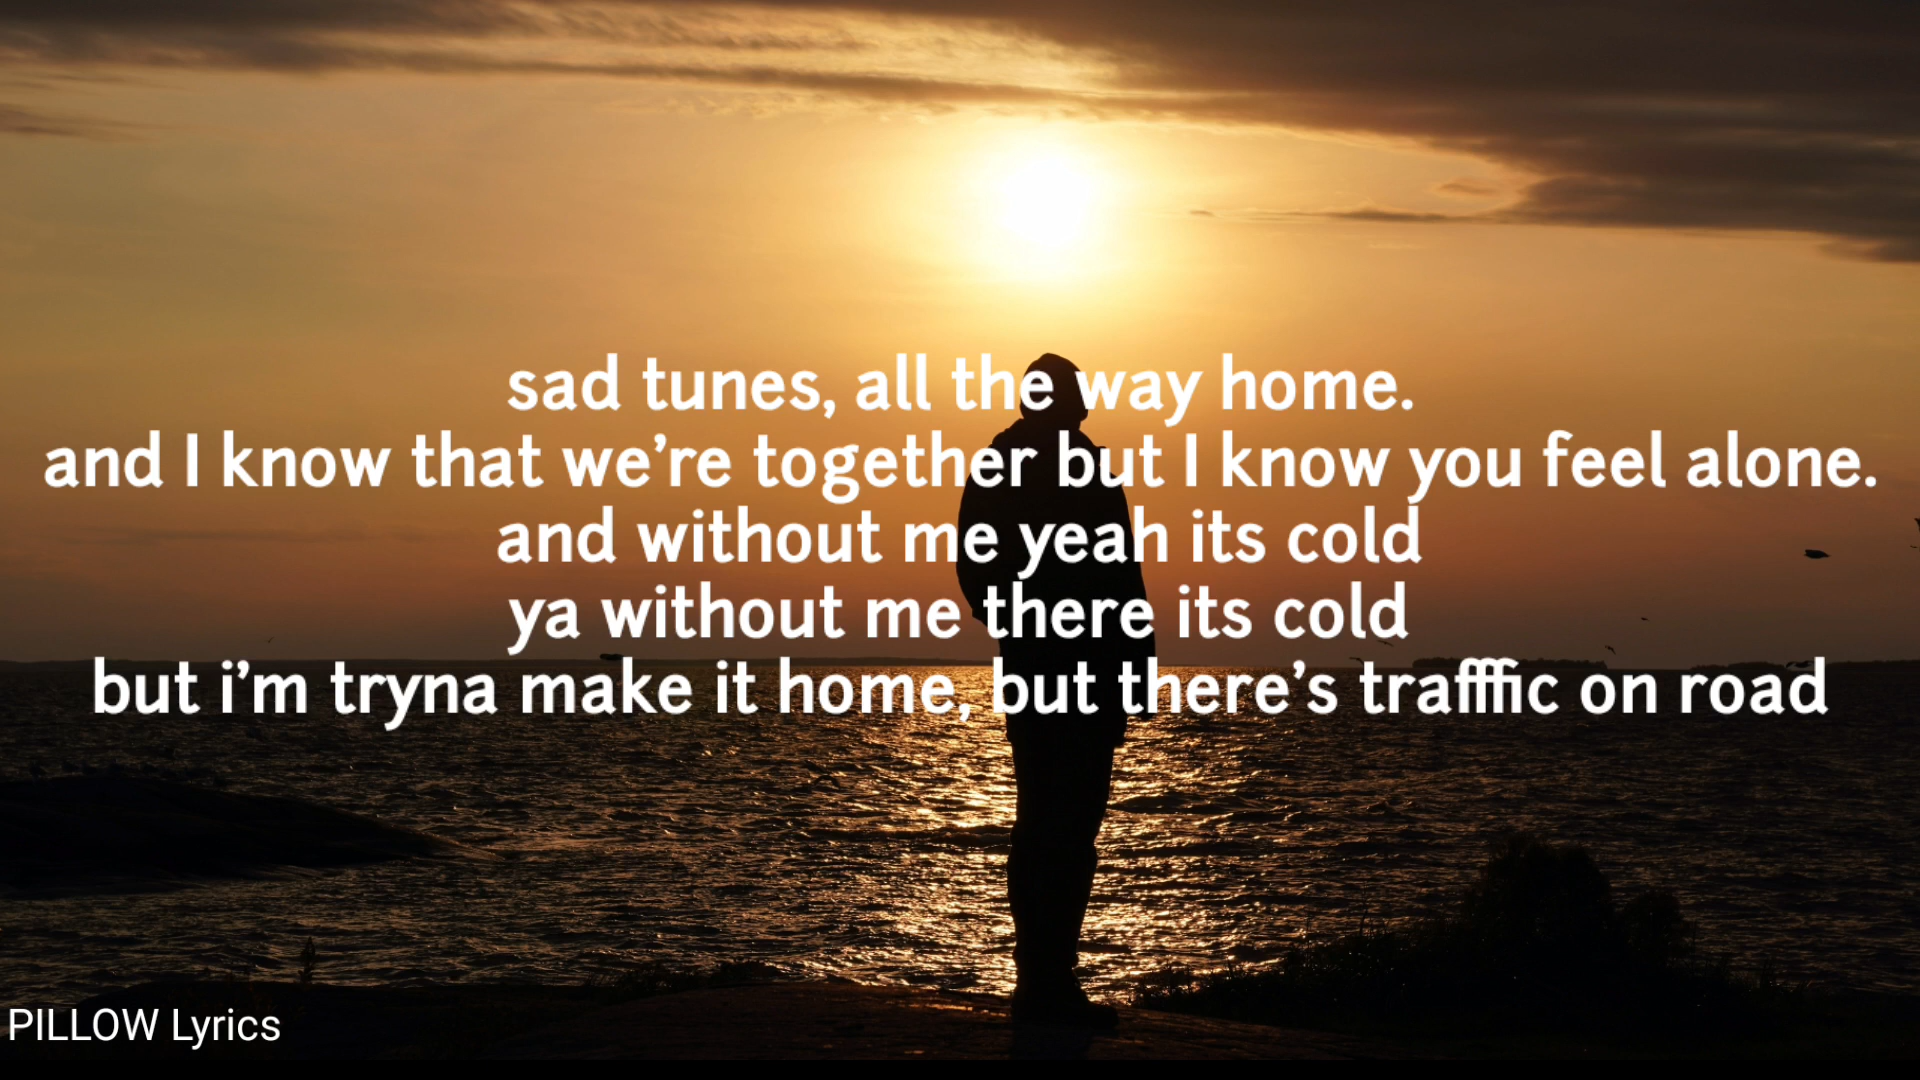 sad tunes, all the way home.
and I know that we're together but I know you feel alone.
and without me yeah its cold
ya without me there its cold
but i'm tryna make it home, but there's traffffic on road
PILLOW Lyrics